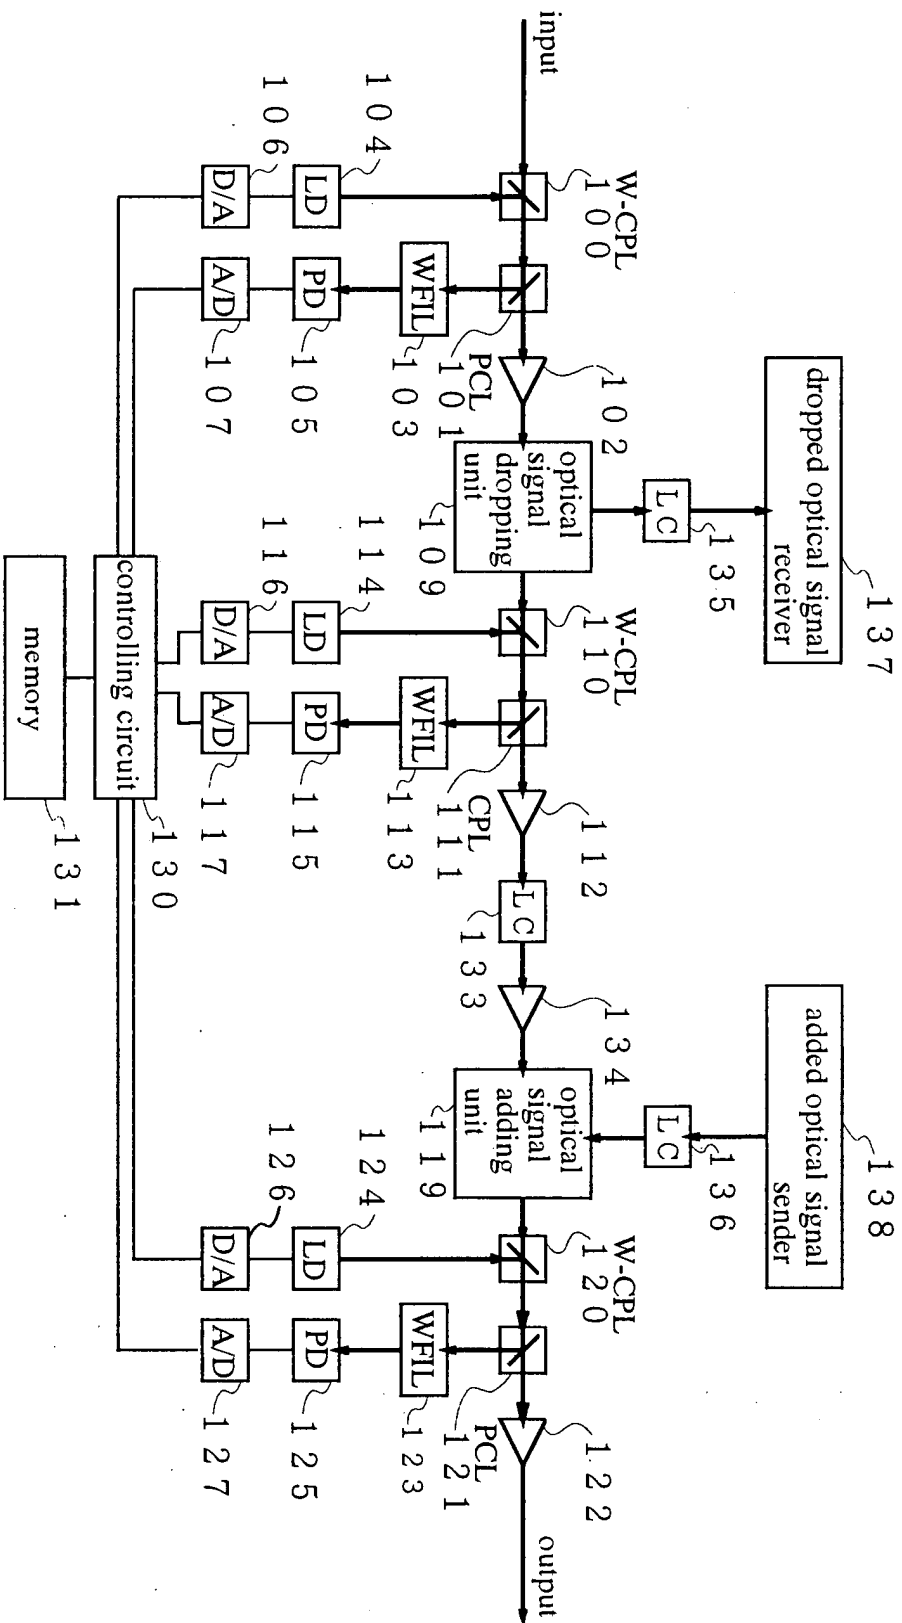 dropped optical signal
receiver
137
added optical signal
sender
138
LC
135
LC
136
input
W-CPL
100
102
optical
signal
dropping
unit
109
W-CPL
110
112
LC
133
134
optical
signal
adding
unit
119
W-CPL
120
122
output
PCL
101
CPL
111
PCL
121
WFIL
103
WFIL
113
WFIL
123
104
LD
PD
105
114
LD
PD
115
124
LD
PD
125
106
D/A
A/D
107
116
D/A
A/D
117
126
D/A
A/D
127
controlling circuit
130
memory
131